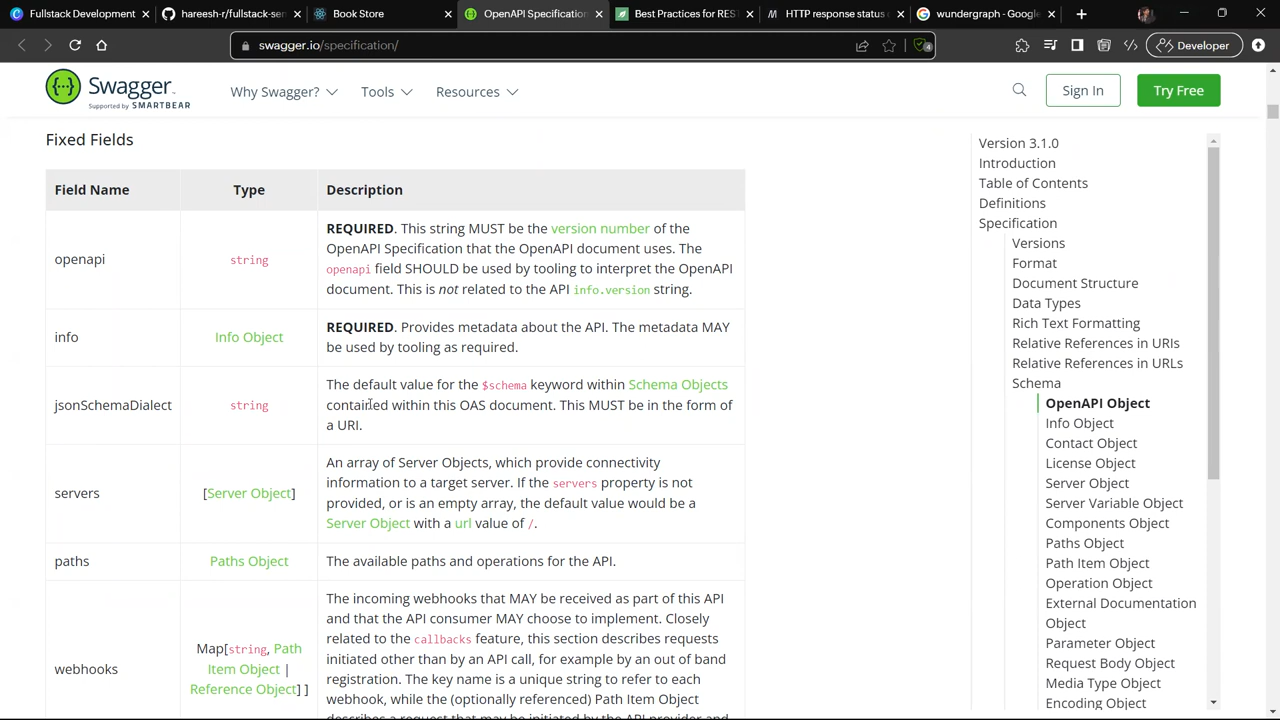 Fullstack Development
hareesh-r/fullstack-ser
Book Store
OpenAPI Specification
Best Practices for REST
HTTP response status c
wundergraph - Google
swagger.io/specification/
4
Developer
Swagger
Supported by SMARTBEAR
Why Swagger?
Tools
Resources
Sign In
Try Free
Fixed Fields
Field Name
Type
Description
openapi
string
REQUIRED. This string MUST be the version number of the
OpenAPI Specification that the OpenAPI document uses. The
openapi field SHOULD be used by tooling to interpret the OpenAPI
document. This is not related to the API info.version string.
info
Info Object
REQUIRED. Provides metadata about the API. The metadata MAY
be used by tooling as required.
jsonSchemaDialect
string
The default value for the $schema keyword within Schema Objects
contained within this OAS document. This MUST be in the form of
a URI.
servers
[Server Object]
An array of Server Objects, which provide connectivity
information to a target server. If the servers property is not
provided, or is an empty array, the default value would be a
Server Object with a url value of /.
paths
Paths Object
The available paths and operations for the API.
webhooks
Map[string, Path
Item Object |
Reference Object] ]
The incoming webhooks that MAY be received as part of this API
and that the API consumer MAY choose to implement. Closely
related to the callbacks feature, this section describes requests
initiated other than by an API call, for example by an out of band
registration. The key name is a unique string to refer to each
webhook, while the (optionally referenced) Path Item Object
describes a request that may be initiated by the API provider and
Version 3.1.0
Introduction
Table of Contents
Definitions
Specification
Versions
Format
Document Structure
Data Types
Rich Text Formatting
Relative References in URIs
Relative References in URLs
Schema
OpenAPI Object
Info Object
Contact Object
License Object
Server Object
Server Variable Object
Components Object
Paths Object
Path Item Object
Operation Object
External Documentation
Object
Parameter Object
Request Body Object
Media Type Object
Encoding Object